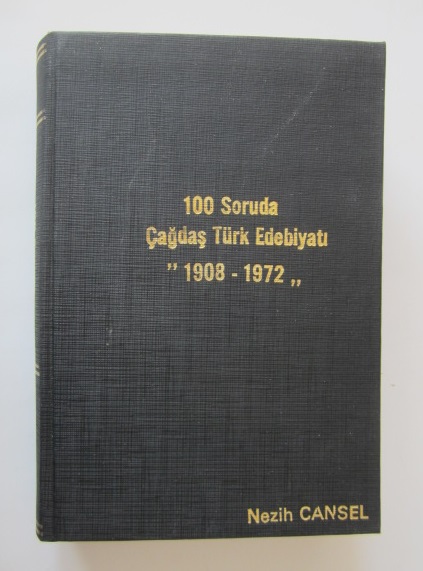 100 Soruda
Çağdaş Türk Edebiyatı
" 1908 - 1972 „
Nezih CANSEL